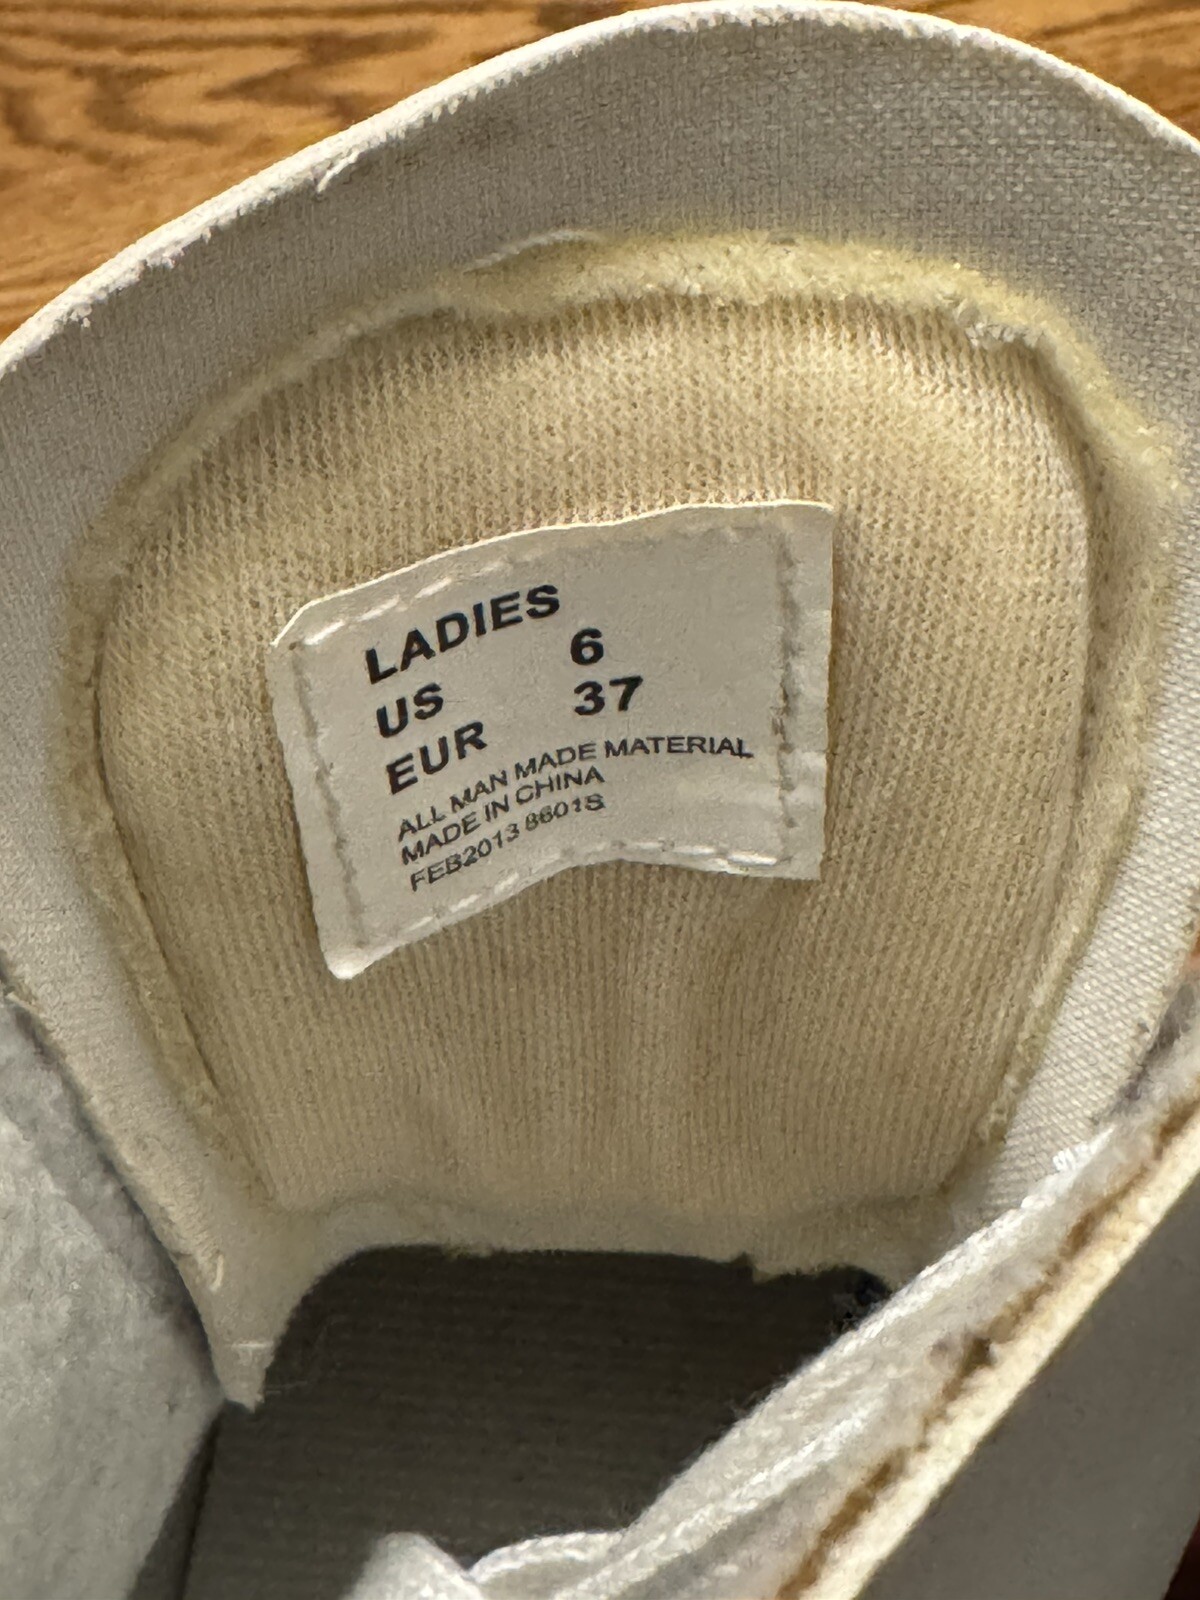 LADIES
US 6
EUR 37
ALL MAN MADE MATERIAL
MADE IN CHINA
FEB2013 8601S